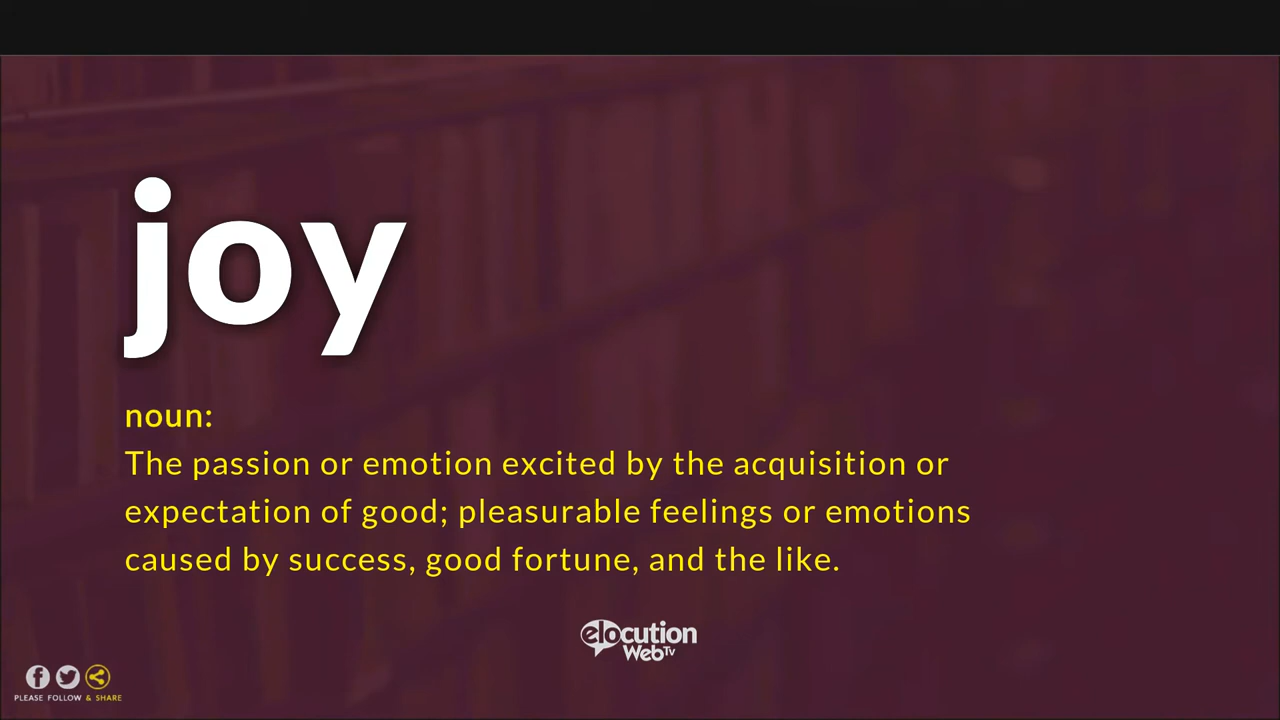 joy
noun:
The passion or emotion excited by the acquisition or
expectation of good; pleasurable feelings or emotions
caused by success, good fortune, and the like.
elocution
WebTv
PLEASE FOLLOW & SHARE